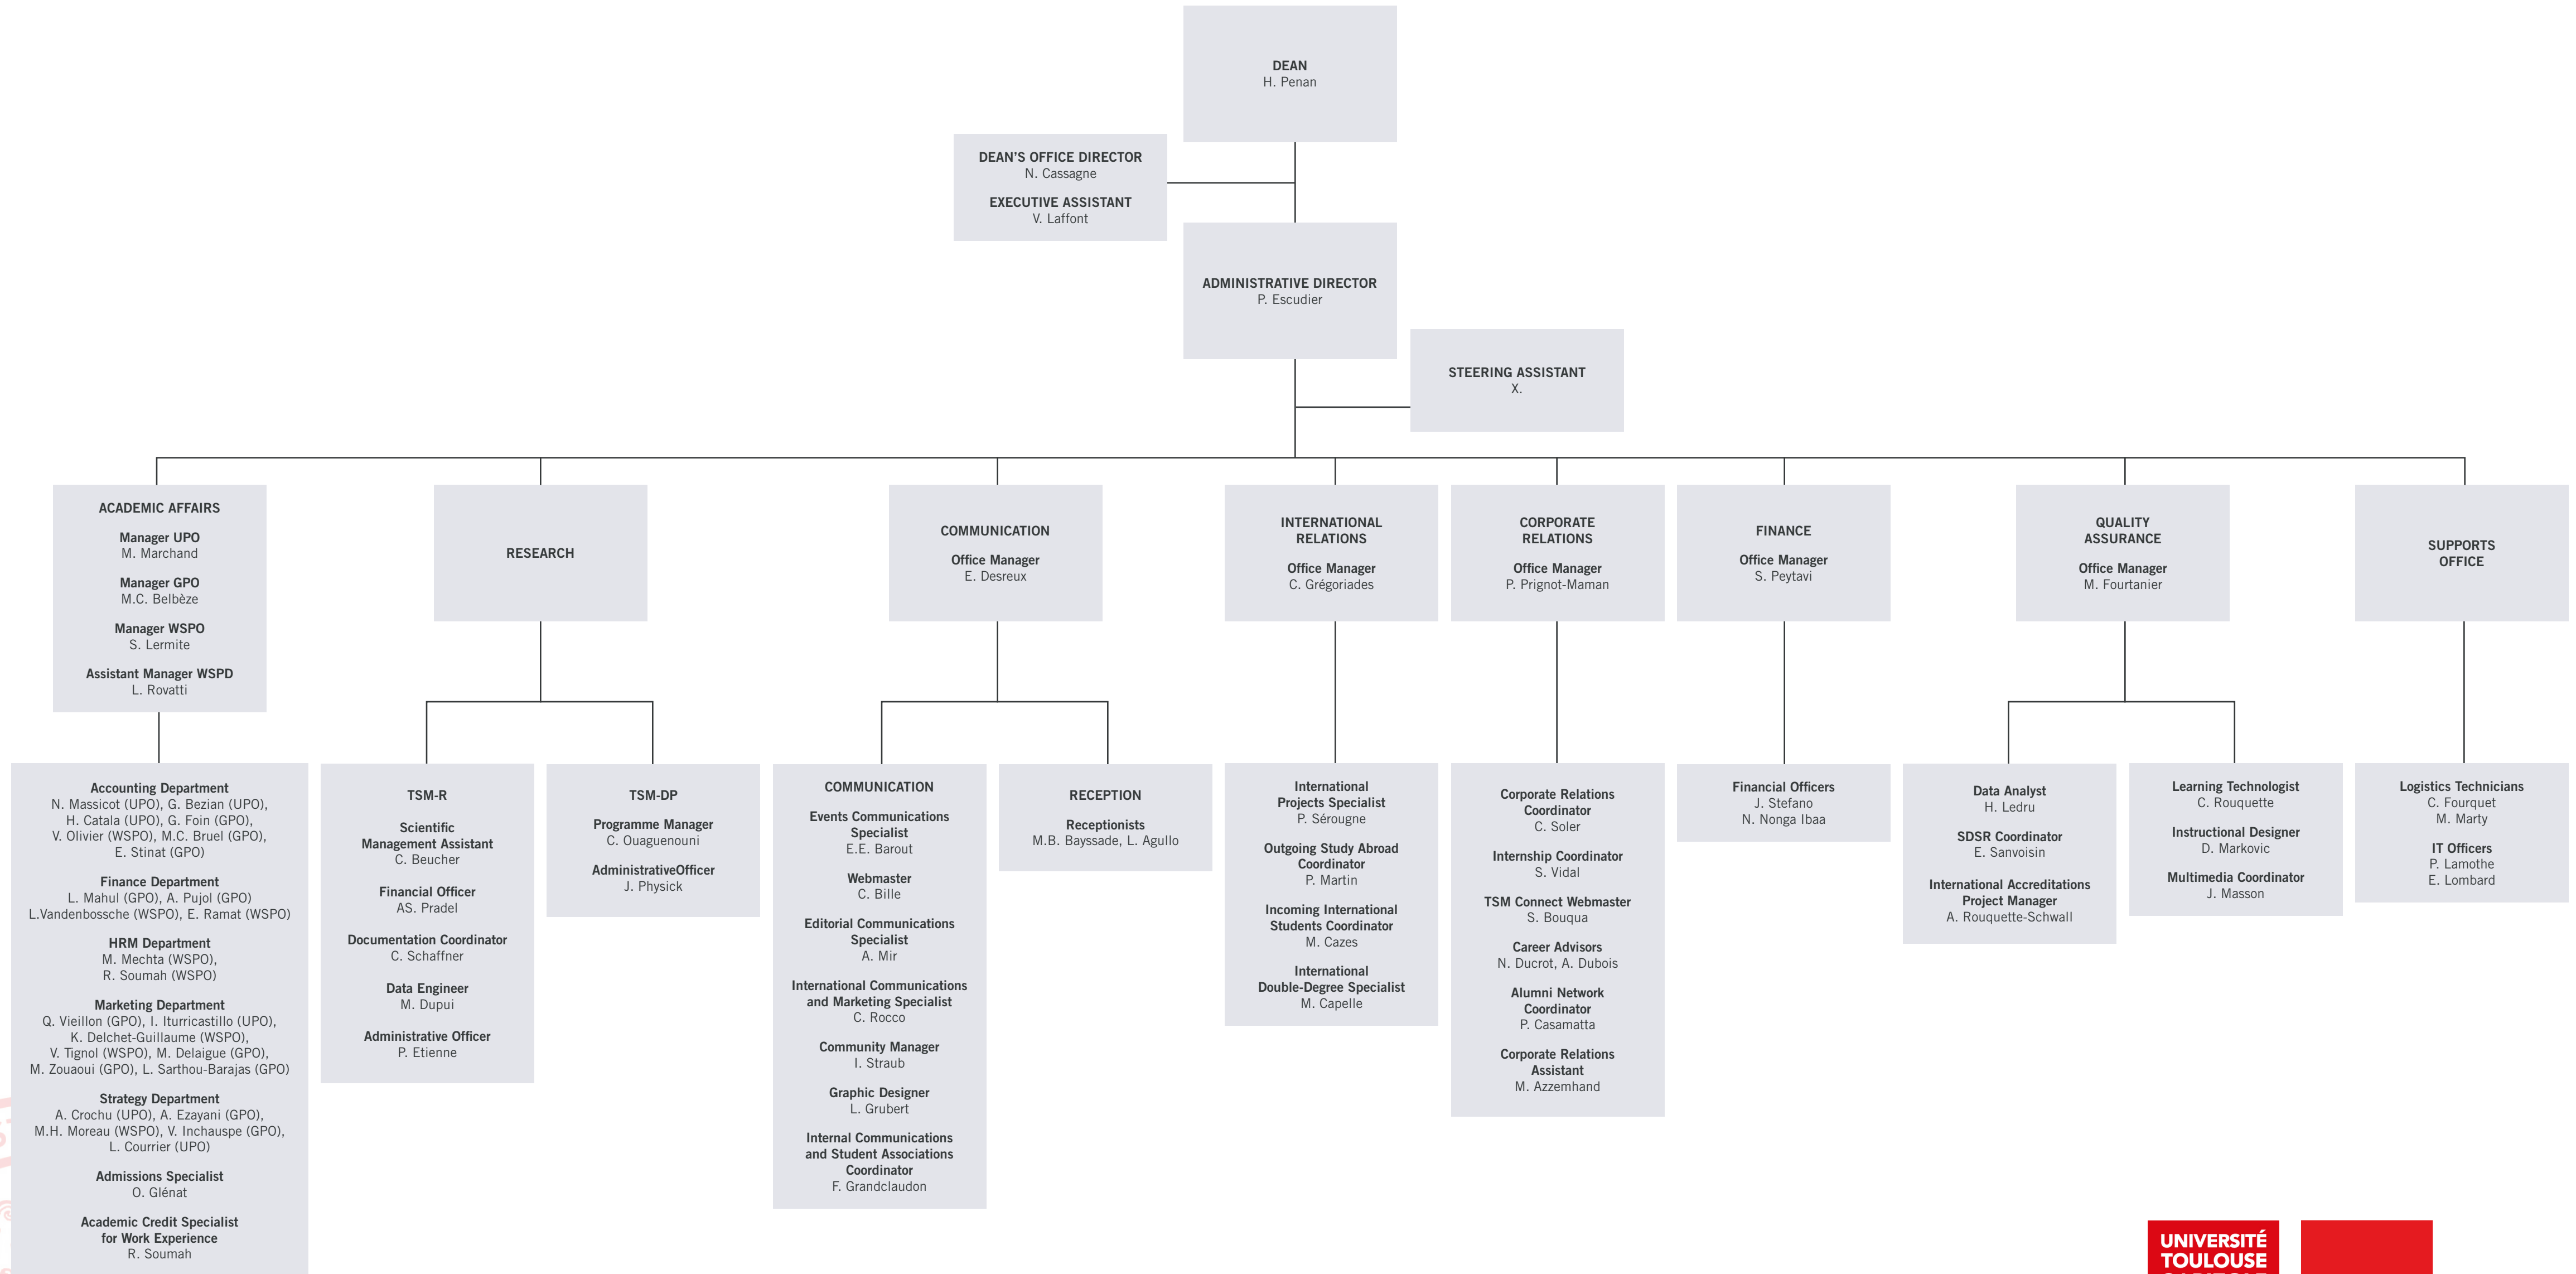 DEAN
H. Penan
DEAN'S OFFICE DIRECTOR
N. Cassagne
EXECUTIVE ASSISTANT
V. Laffont
ADMINISTRATIVE DIRECTOR
P. Escudier
STEERING ASSISTANT
X.
ACADEMIC AFFAIRS
Manager UPO
M. Marchand
Manager GPO
M.C. Belbèze
Manager WSPO
S. Lermite
Assistant Manager WSPD
L. Rovatti
RESEARCH
COMMUNICATION
Office Manager
E. Desreux
INTERNATIONAL
RELATIONS
Office Manager
C. Grégoriades
CORPORATE
RELATIONS
Office Manager
P. Prignot-Maman
FINANCE
Office Manager
S. Peytavi
QUALITY
ASSURANCE
Office Manager
M. Fourtanier
SUPPORTS
OFFICE
Accounting Department
N. Massicot (UPO), G. Bezian (UPO),
H. Catala (UPO), G. Foin (GPO),
V. Olivier (WSPO), M.C. Bruel (GPO),
E. Stinat (GPO)
Finance Department
L. Mahul (GPO), A. Pujol (GPO)
L.Vandenbossche (WSPO), E. Ramat (WSPO)
HRM Department
M. Mechta (WSPO),
R. Soumah (WSPO)
Marketing Department
Q. Vieillon (GPO), I. Iturricastillo (UPO),
K. Delchet-Guillaume (WSPO),
V. Tignol (WSPO), M. Delaigue (GPO),
M. Zouaoui (GPO), L. Sarthou-Barajas (GPO)
Strategy Department
A. Crochu (UPO), A. Ezayani (GPO),
M.H. Moreau (WSPO), V. Inchauspe (GPO),
L. Courrier (UPO)
Admissions Specialist
O. Glénat
Academic Credit Specialist
for Work Experience
R. Soumah
TSM-R
Scientific
Management Assistant
C. Beucher
Financial Officer
AS. Pradel
Documentation Coordinator
C. Schaffner
Data Engineer
M. Dupui
Administrative Officer
P. Etienne
TSM-DP
Programme Manager
C. Ouaguenouni
AdministrativeOfficer
J. Physick
COMMUNICATION
Events Communications
Specialist
E.E. Barout
Webmaster
C. Bille
Editorial Communications
Specialist
A. Mir
International Communications
and Marketing Specialist
C. Rocco
Community Manager
I. Straub
Graphic Designer
L. Grubert
Internal Communications
and Student Associations
Coordinator
F. Grandclaudon
RECEPTION
Receptionists
M.B. Bayssade, L. Agullo
International
Projects Specialist
P. Sérougne
Outgoing Study Abroad
Coordinator
P. Martin
Incoming International
Students Coordinator
M. Cazes
International
Double-Degree Specialist
M. Capelle
Corporate Relations
Coordinator
C. Soler
Internship Coordinator
S. Vidal
TSM Connect Webmaster
S. Bouqua
Career Advisors
N. Ducrot, A. Dubois
Alumni Network
Coordinator
P. Casamatta
Corporate Relations
Assistant
M. Azzemhand
Financial Officers
J. Stefano
N. Nonga Ibaa
Data Analyst
H. Ledru
SDSR Coordinator
E. Sanvoisin
International Accreditations
Project Manager
A. Rouquette-Schwall
Learning Technologist
C. Rouquette
Instructional Designer
D. Markovic
Multimedia Coordinator
J. Masson
Logistics Technicians
C. Fourquet
M. Marty
IT Officers
P. Lamothe
E. Lombard
UNIVERSITÉ
TOULOUSE